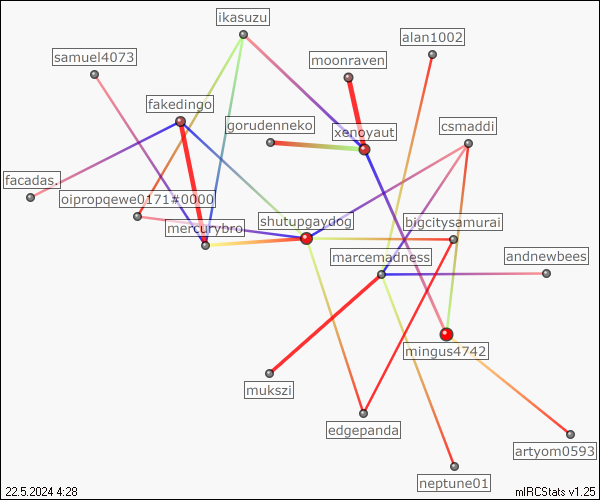 ikasuzu
alan1002
samuel4073
moonraven
fakedingo
gorudenneko
xenoyaut
csmaddi
facadas.
oipropqewe0171#0000
mercurybro
shutupgaydog
bigcitysamurai
marcemadness
andnewbees
mingus4742
mukszi
edgepanda
artyom0593
neptune01
22.5.2024 4:28
mIRCStats v1.25